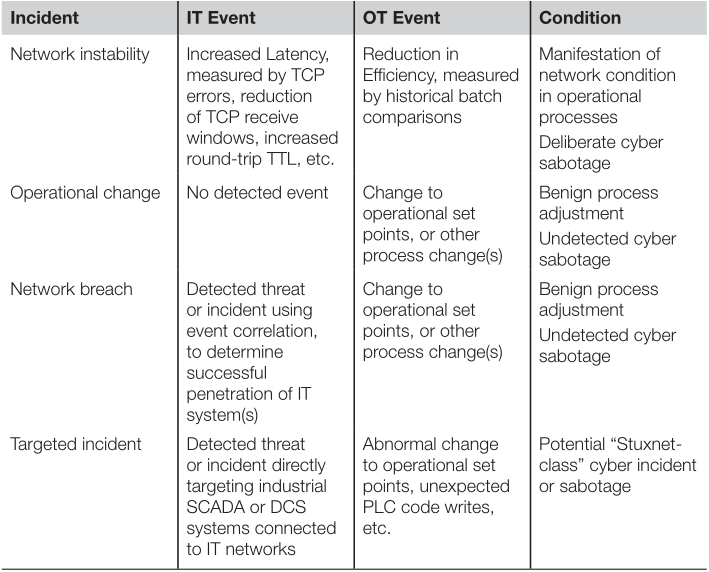 Incident
IT Event
OT Event
Condition
Network instability
Increased Latency,
measured by TCP
errors, reduction
of TCP receive
windows, increased
round-trip TTL, etc.
Reduction in
Efficiency, measured
by historical batch
comparisons
Manifestation of
network condition
in operational
processes
Deliberate cyber
sabotage
Operational change
No detected event
Change to
operational set
points, or other
process change(s)
Benign process
adjustment
Undetected cyber
sabotage
Network breach
Detected threat
or incident using
event correlation,
to determine
successful
penetration of IT
system(s)
Change to
operational set
points, or other
process change(s)
Benign process
adjustment
Undetected cyber
sabotage
Targeted incident
Detected threat
or incident directly
targeting industrial
SCADA or DCS
systems connected
to IT networks
Abnormal change
to operational set
points, unexpected
PLC code writes,
etc.
Potential “Stuxnet-
class” cyber incident
or sabotage